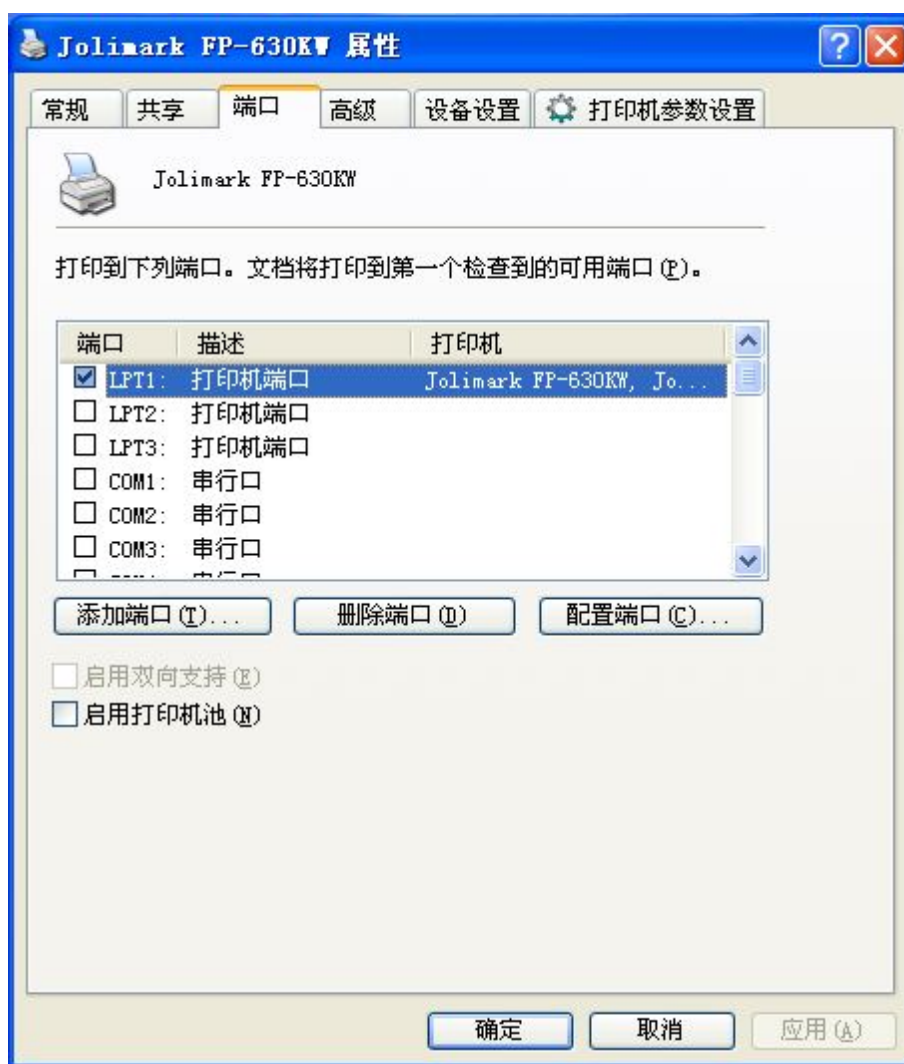 Jolimark FP-630KW 属性
常规 共享 端口 高级 设备设置 打印机参数设置
Jolimark FP-630KW
打印到下列端口。文档将打印到第一个检查到的可用端口(P)。
端口 描述 打印机
LPT1: 打印机端口 Jolimark FP-630KW, Jo...
LPT2: 打印机端口
LPT3: 打印机端口
COM1: 串行口
COM2: 串行口
COM3: 串行口
添加端口(T)... 删除端口(D) 配置端口(C)...
启用双向支持(E)
启用打印机池(N)
确定 取消 应用(A)